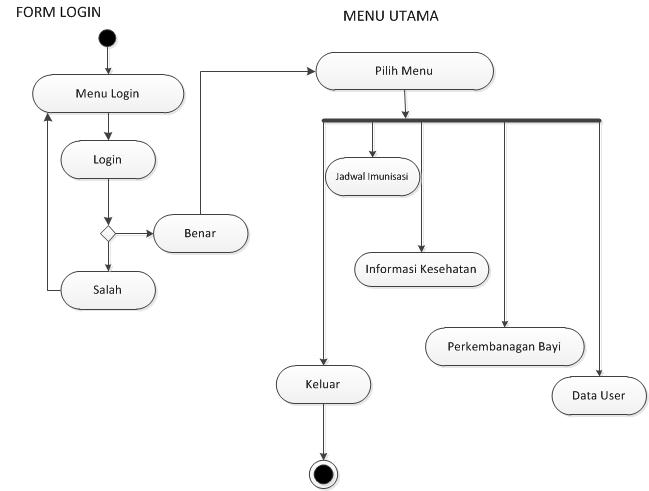 FORM LOGIN
MENU UTAMA
Pilih Menu
Menu Login
Login
Jadwal Imunisasi
Benar
Informasi Kesehatan
Salah
Perkembanagan Bayi
Keluar
Data User